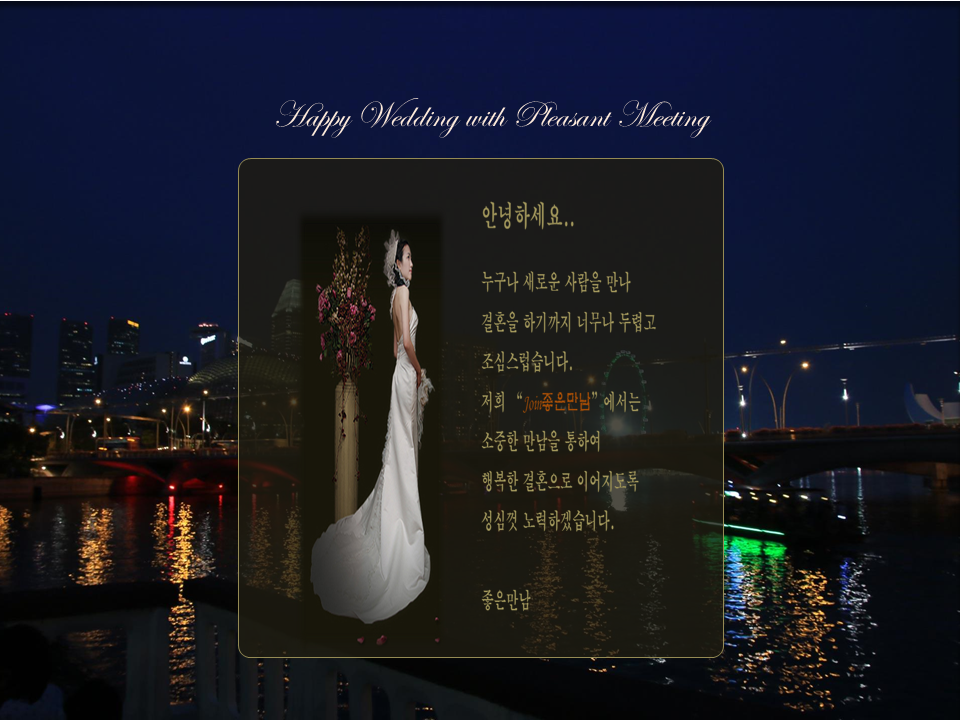 Happy Wedding with Pleasant Meeting
안녕하세요..
누구나 새로운 사람을 만나
결혼을 하기까지 너무나 두렵고
조심스럽습니다.
저희 “Join좋은만남” 에서는
소중한 만남을 통하여
행복한 결혼으로 이어지도록
성심껏 노력하겠습니다.
좋은만남